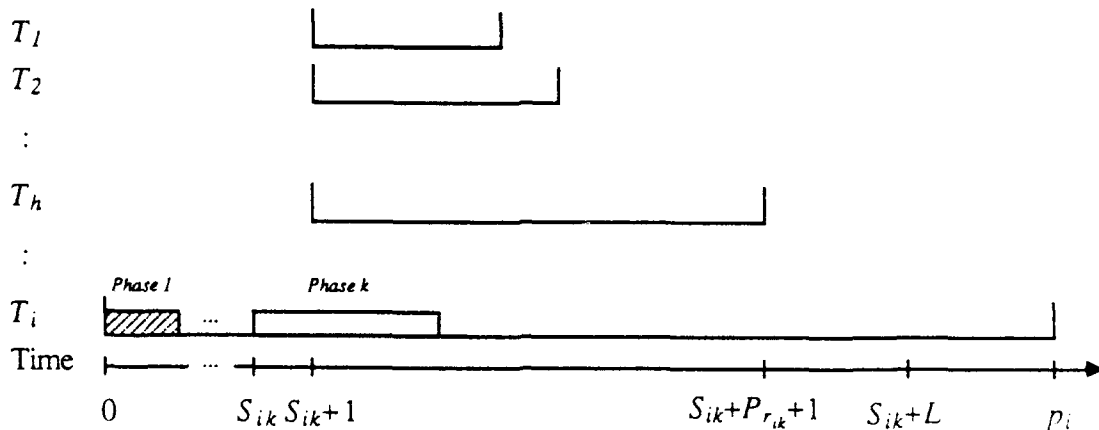 T1
T2
:
Th
:
Phase 1 Phase k
Ti ...
Time ...
0 Sik Sik+1 Sik+Prik+1 Sik+L pi